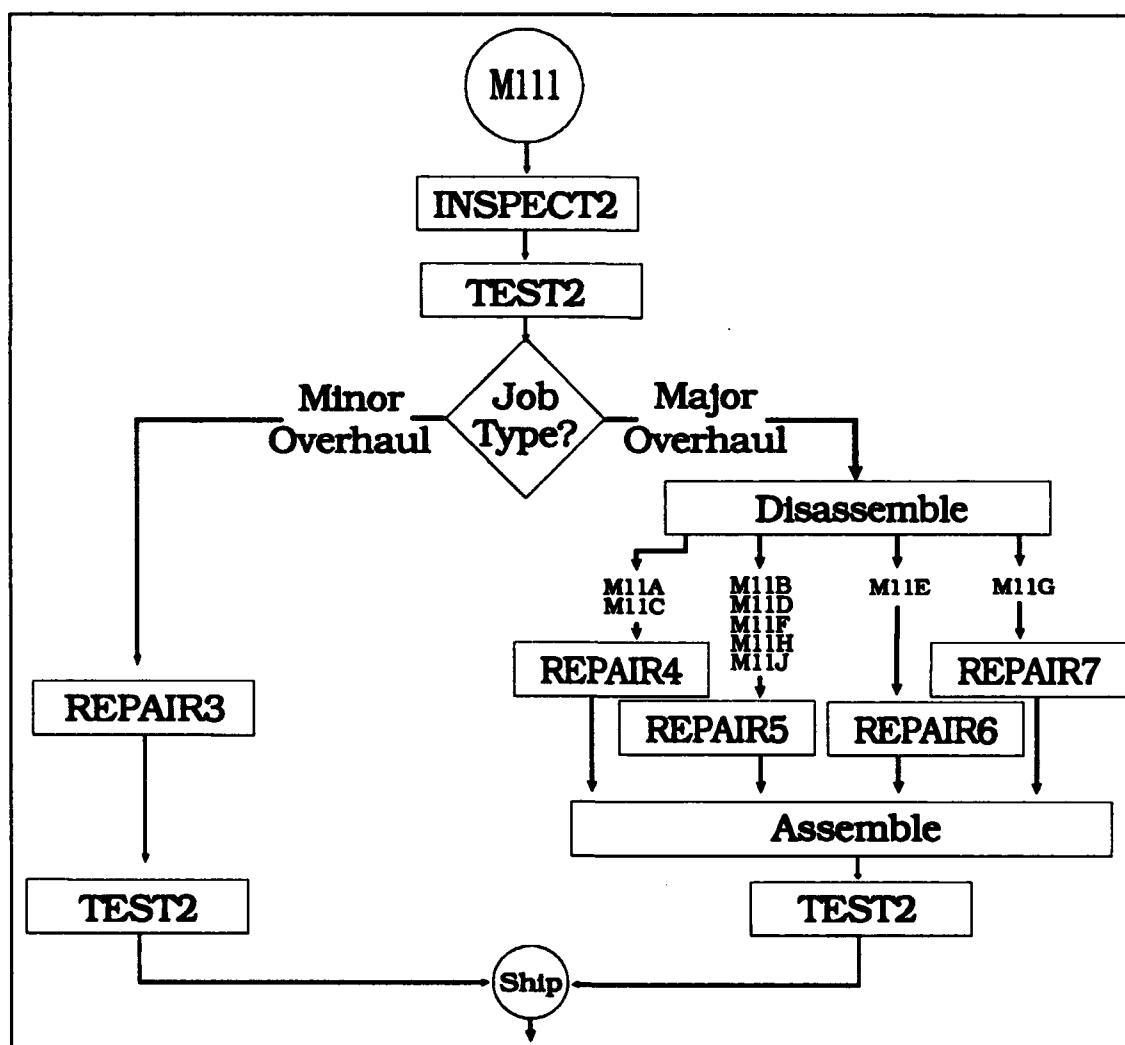 M111
INSPECT2
TEST2
Job
Type?
Minor
Overhaul
Major
Overhaul
Disassemble
M11A
M11C
M11B
M11D
M11F
M11H
M11J
M11E
M11G
REPAIR4
REPAIR7
REPAIR3
REPAIR5
REPAIR6
Assemble
TEST2
TEST2
Ship